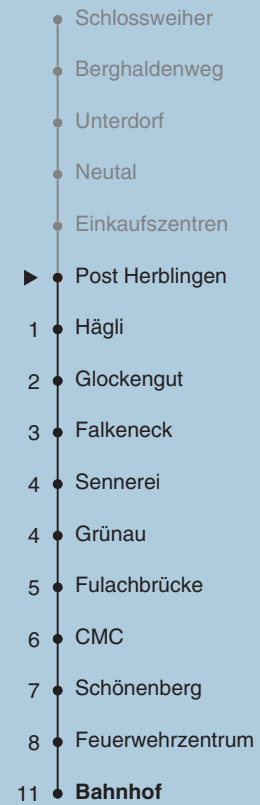 Schlossweiher
Berghaldenweg
Unterdorf
Neutal
Einkaufszentren
Post Herblingen
1 Hägli
2 Glockengut
3 Falkeneck
4 Sennerei
4 Grünau
5 Fulachbrücke
6 CMC
7 Schönenberg
8 Feuerwehrzentrum
11 Bahnhof